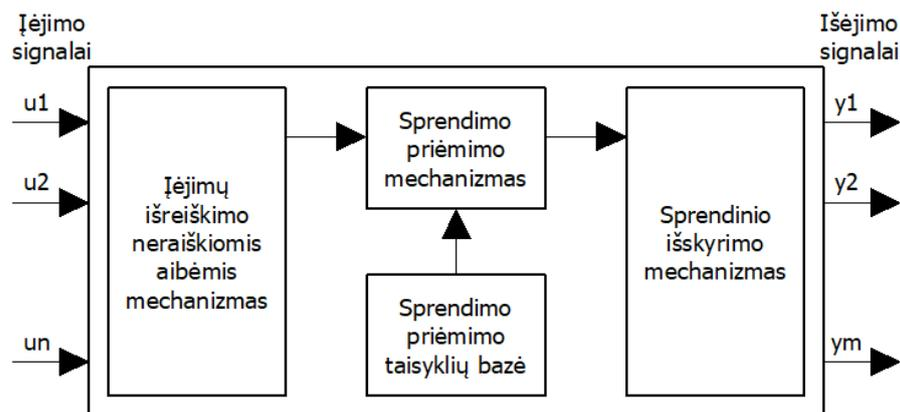 Įėjimo
signalai
Išėjimo
signalai
u1
u2
un
Įėjimų
išreiškimo
neraiškiomis
aibėmis
mechanizmas
Sprendimo
priėmimo
mechanizmas
Sprendimo
priėmimo
taisyklių bazė
Sprendinio
išskyrimo
mechanizmas
y1
y2
ym